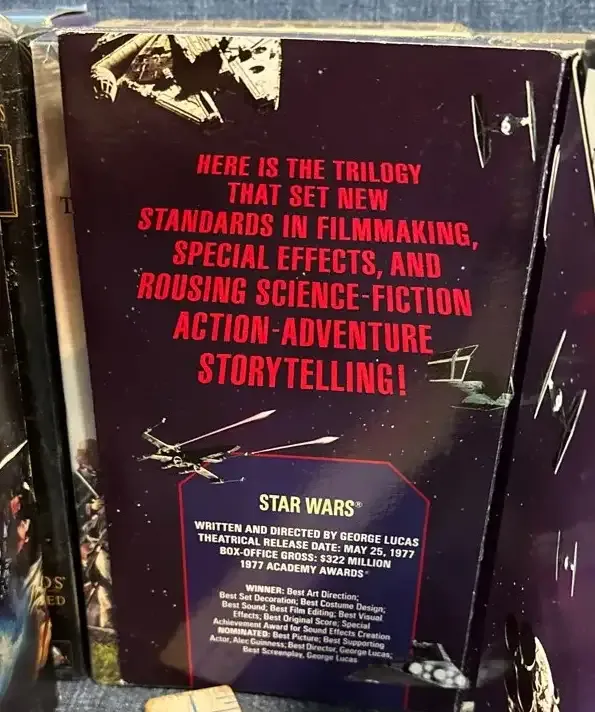 HERE IS THE TRILOGY
THAT SET NEW
STANDARDS IN FILMMAKING,
SPECIAL EFFECTS, AND
ROUSING SCIENCE-FICTION
ACTION-ADVENTURE
STORYTELLING!
STAR WARS®
WRITTEN AND DIRECTED BY GEORGE LUCAS
THEATRICAL RELEASE DATE: MAY 25, 1977
BOX-OFFICE GROSS: $322 MILLION
1977 ACADEMY AWARDS®
WINNER: Best Art Direction;
Best Set Decoration; Best Costume Design;
Best Sound; Best Film Editing; Best Visual
Effects; Best Original Score; Special
Achievement Award for Sound Effects Creation
NOMINATED: Best Picture; Best Supporting
Actor, Alec Guinness; Best Director, George Lucas;
Best Screenplay, George Lucas